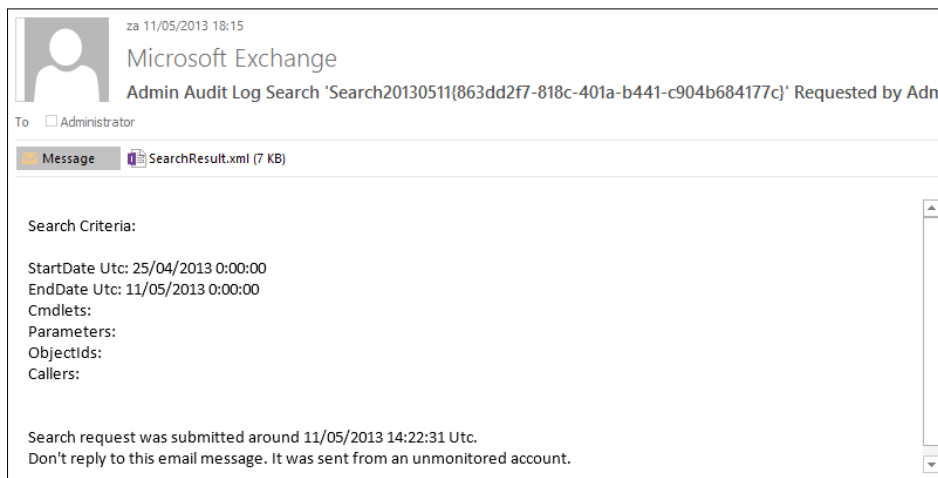 za 11/05/2013 18:15
Microsoft Exchange
Admin Audit Log Search 'Search20130511{863dd2f7-818c-401a-b441-c904b684177c}' Requested by Adm
To Administrator
Message SearchResult.xml (7 KB)
Search Criteria:
StartDate Utc: 25/04/2013 0:00:00
EndDate Utc: 11/05/2013 0:00:00
Cmdlets:
Parameters:
ObjectIds:
Callers:
Search request was submitted around 11/05/2013 14:22:31 Utc.
Don't reply to this email message. It was sent from an unmonitored account.